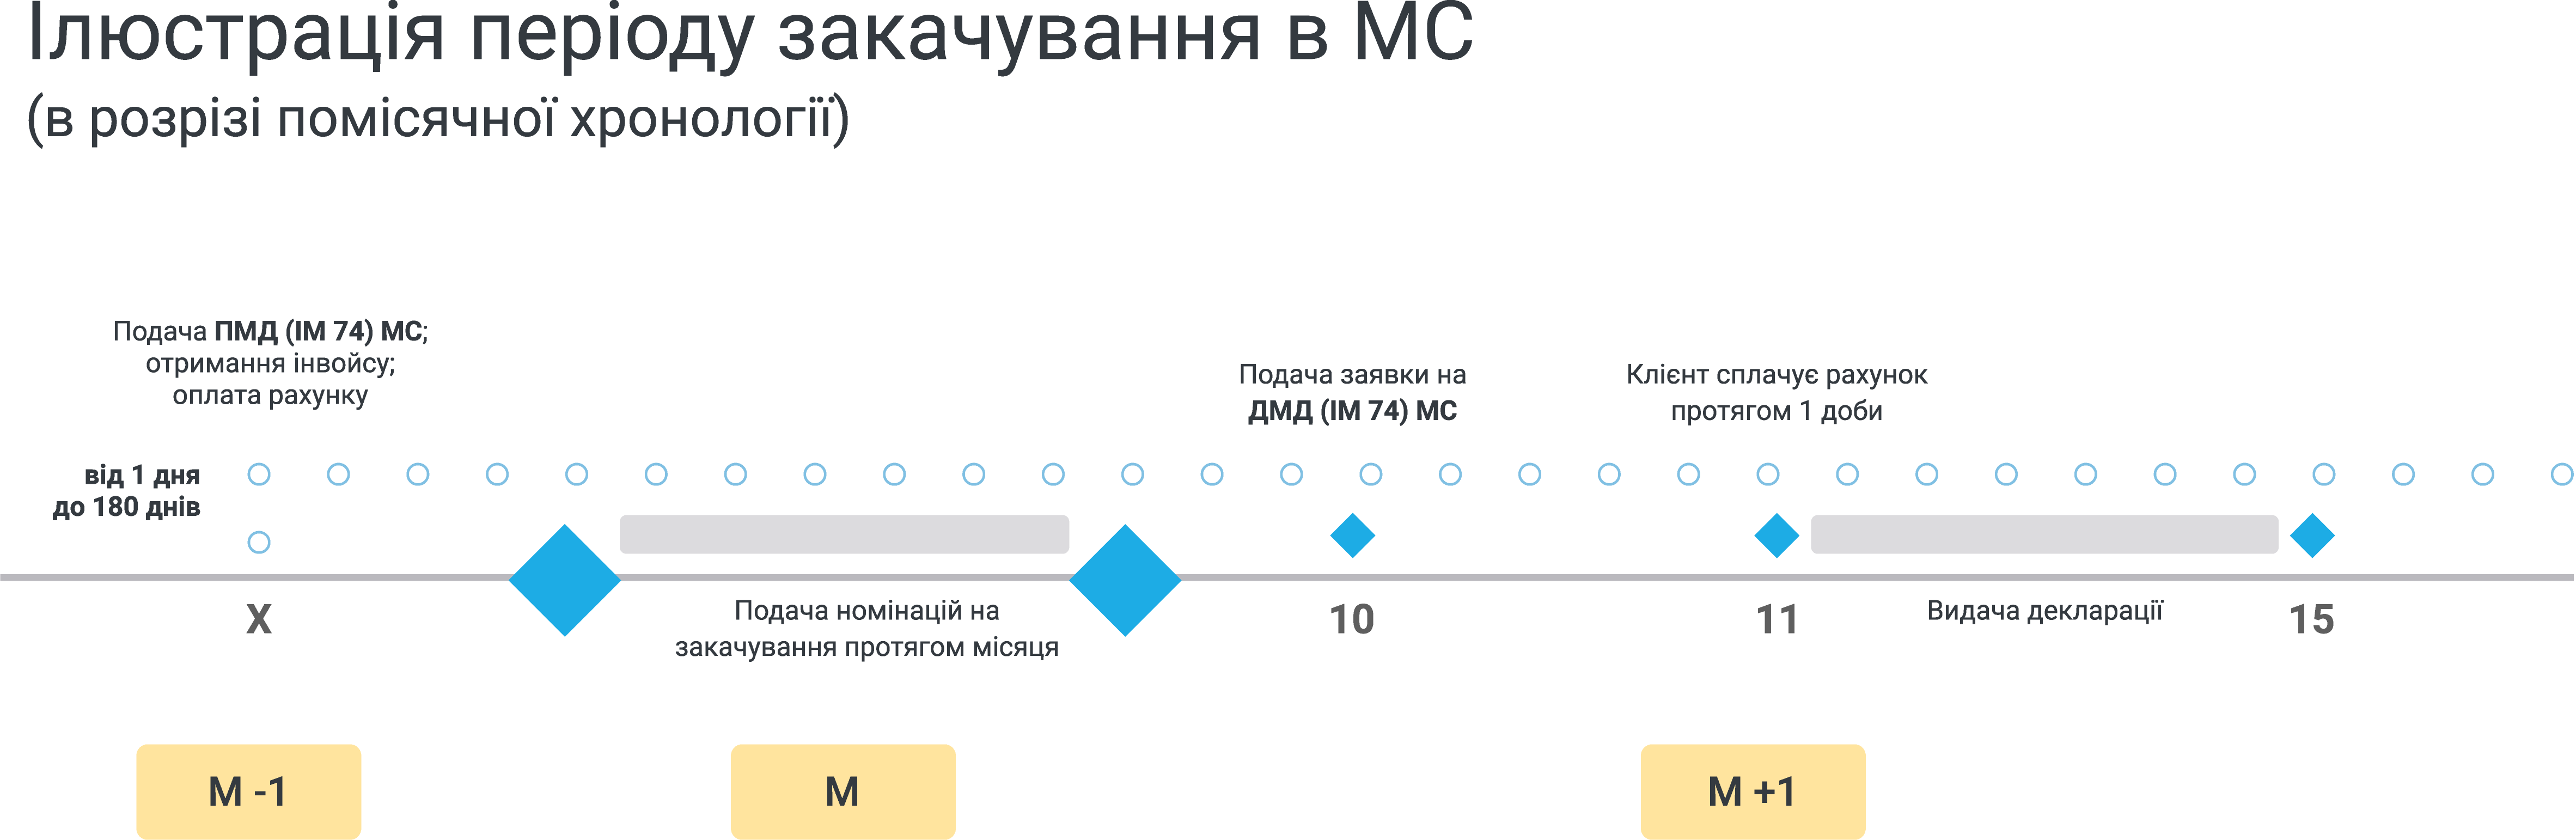 Ілюстрація періоду закачування в МС
(в розрізі помісячної хронології)
Подача ПМД (ІМ 74) МС;
отримання інвойсу;
оплата рахунку
Подача заявки на
ДМД (ІМ 74) МС
Клієнт сплачує рахунок
протягом 1 доби
від 1 дня
до 180 днів
X
Подача номінацій на
закачування протягом місяця
10
11
Видача декларації
15
М -1
М
М +1